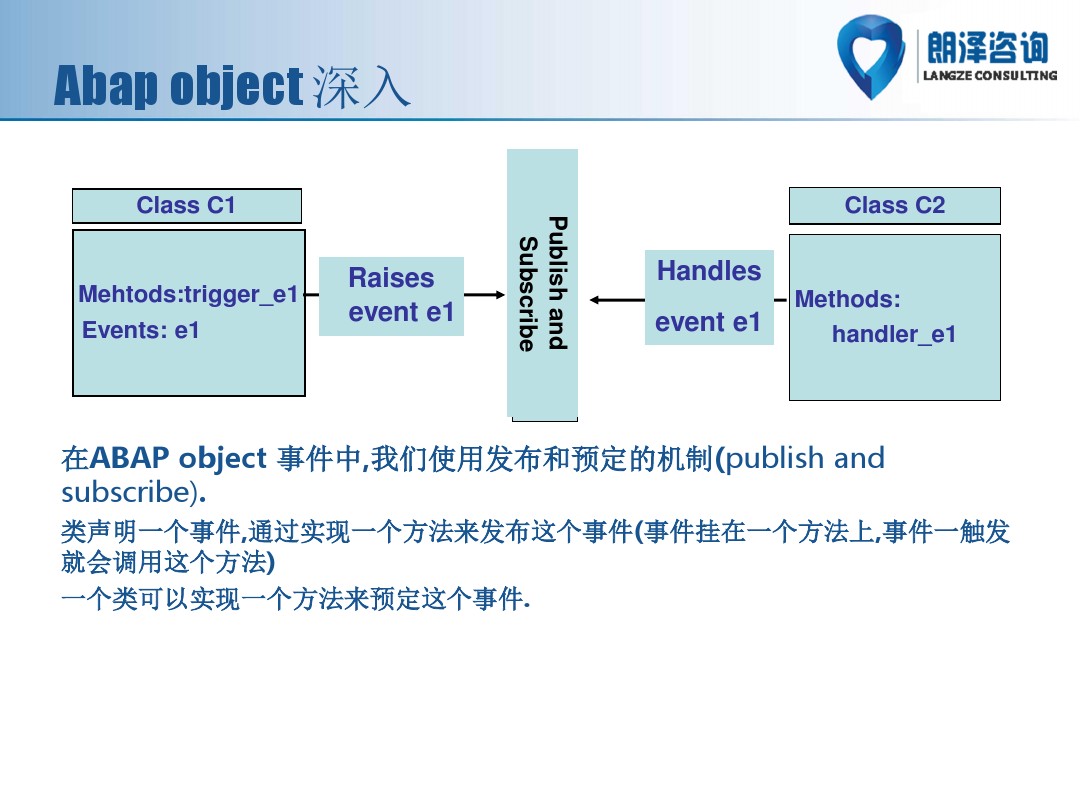 Abap object 深入
朗泽咨询
LANGZE CONSULTING
Class C1
Mehtods:trigger_e1
Events: e1
Raises
event e1
Publish and
Subscribe
Handles
event e1
Class C2
Methods:
handler_e1
在ABAP object 事件中,我们使用发布和预定的机制(publish and
subscribe).
类声明一个事件,通过实现一个方法来发布这个事件(事件挂在一个方法上,事件一触发
就会调用这个方法)
一个类可以实现一个方法来预定这个事件.